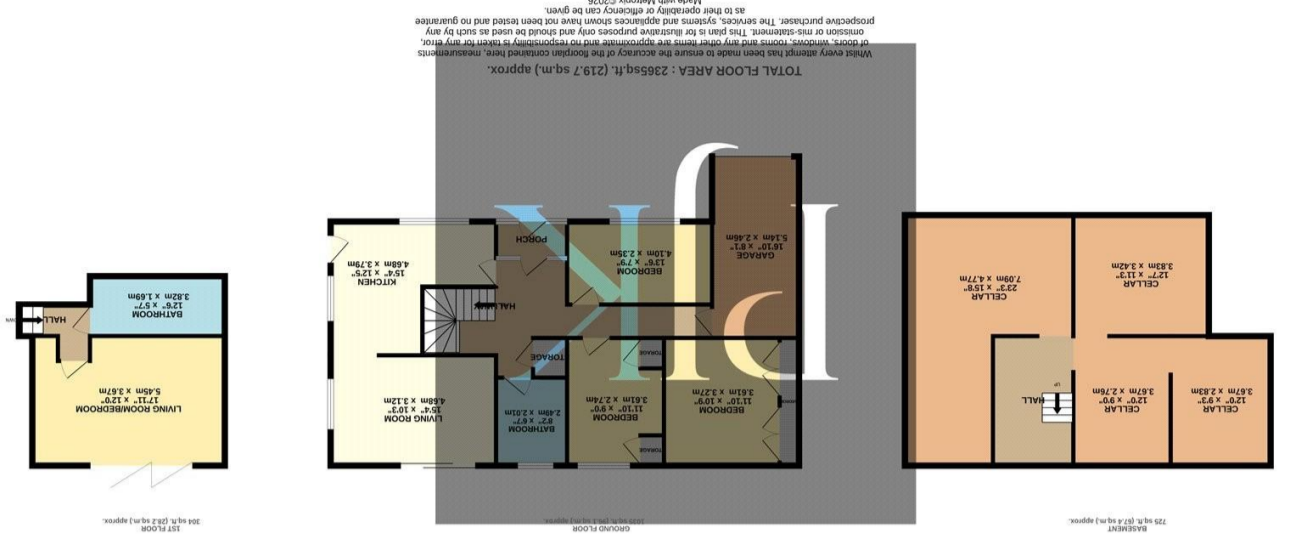 BASEMENT
725 sq.ft. (67.4 sq.m.) approx.
CELLAR
12'0" x 9'3"
3.67m x 2.83m
CELLAR
12'0" x 9'0"
3.67m x 2.76m
HALL
UP
CELLAR
12'7" x 11'3"
3.83m x 3.42m
CELLAR
23'3" x 15'8"
7.09m x 4.77m
GROUND FLOOR
sq.ft. sq.m.) approx.
BEDROOM
11'10" x 10'9"
3.61m x 3.27m
TORAGE
TORAGE
BEDROOM
11'10" x 9'0"
3.61m x 2.74m
BATHROOM
8'2" x 6'7"
2.49m x 2.01m
LIVING ROOM
15'4" x 10'3"
4.68m x 3.12m
TORAGE
HALLWAY
GARAGE
16'10" x 8'1"
5.14m x 2.46m
BEDROOM
13'6" x 7'9"
4.10m x 2.35m
PORCH
KITCHEN
15'4" x 12'5"
4.68m x 3.79m
1ST FLOOR
304 sq.ft. (28.2 sq.m.) approx.
LIVING ROOM/BEDROOM
17'11" x 12'0"
5.45m x 3.67m
BATHROOM
12'6" x 5'7"
3.82m x 1.69m
HALL
OWN
TOTAL FLOOR AREA : 2365sq.ft. (219.7 sq.m.) approx.
Whilst every attempt has been made to ensure the accuracy of the floorplan contained here, measurements
of doors, windows, rooms and any other items are approximate and no responsibility is taken for any error,
omission or mis-statement. This plan is for illustrative purposes only and should be used as such by any
prospective purchaser. The services, systems and appliances shown have not been tested and no guarantee
as to their operability or efficiency can be given.
Made with Metropix ©2026